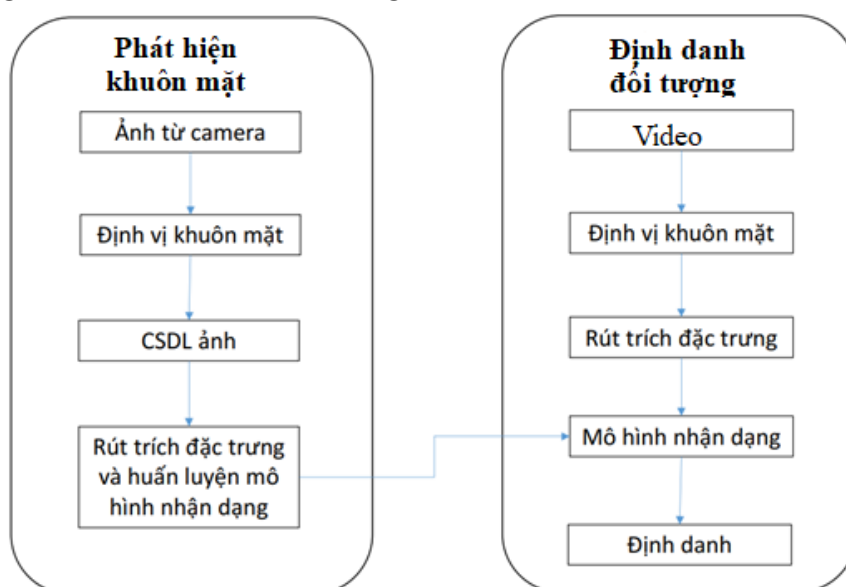 Phát hiện
khuôn mặt
Ảnh từ camera
Định vị khuôn mặt
CSDL ảnh
Rút trích đặc trưng
và huấn luyện mô
hình nhận dạng
Định danh
đối tượng
Video
Định vị khuôn mặt
Rút trích đặc trưng
Mô hình nhận dạng
Định danh